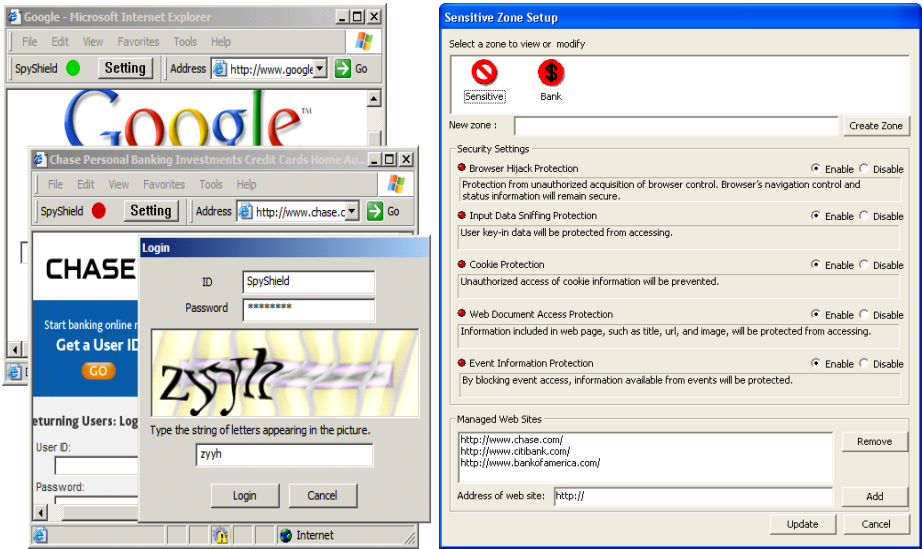 Google - Microsoft Internet Explorer
File Edit View Favorites Tools Help
SpyShield Setting Address http://www.google Go
Google™
Chase Personal Banking Investments Credit Cards Home Au...
File Edit View Favorites Tools Help
SpyShield Setting Address http://www.chase.c Go
CHASE
Start banking online
Get a User ID
GO
eturning Users: Log
User ID:
Password:
Internet
Login
ID SpyShield
Password ********
zyyh
Type the string of letters appearing in the picture.
zyyh
Login Cancel
Sensitive Zone Setup
Select a zone to view or modify
Sensitive Bank
New zone : Create Zone
Security Settings
Browser Hijack Protection Enable Disable
Protection from unauthorized acquisition of browser control. Browser's navigation control and
status information will remain secure.
Input Data Sniffing Protection Enable Disable
User key-in data will be protected from accessing.
Cookie Protection Enable Disable
Unauthorized access of cookie information will be prevented.
Web Document Access Protection Enable Disable
Information included in web page, such as title, url, and image, will be protected from accessing.
Event Information Protection Enable Disable
By blocking event access, information available from events will be protected.
Managed Web Sites
http://www.chase.com/
http://www.citibank.com/
http://www.bankofamerica.com/
Remove
Address of web site: http:// Add
Update Cancel